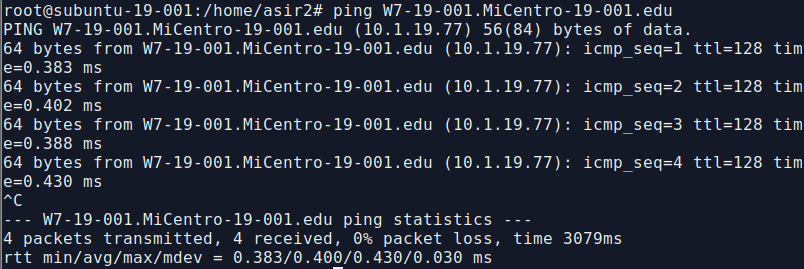 root@subuntu-19-001:/home/asir2# ping W7-19-001.MiCentro-19-001.edu
PING W7-19-001.MiCentro-19-001.edu (10.1.19.77) 56(84) bytes of data.
64 bytes from W7-19-001.MiCentro-19-001.edu (10.1.19.77): icmp_seq=1 ttl=128 tim
e=0.383 ms
64 bytes from W7-19-001.MiCentro-19-001.edu (10.1.19.77): icmp_seq=2 ttl=128 tim
e=0.402 ms
64 bytes from W7-19-001.MiCentro-19-001.edu (10.1.19.77): icmp_seq=3 ttl=128 tim
e=0.388 ms
64 bytes from W7-19-001.MiCentro-19-001.edu (10.1.19.77): icmp_seq=4 ttl=128 tim
e=0.430 ms
^C
--- W7-19-001.MiCentro-19-001.edu ping statistics ---
4 packets transmitted, 4 received, 0% packet loss, time 3079ms
rtt min/avg/max/mdev = 0.383/0.400/0.430/0.030 ms